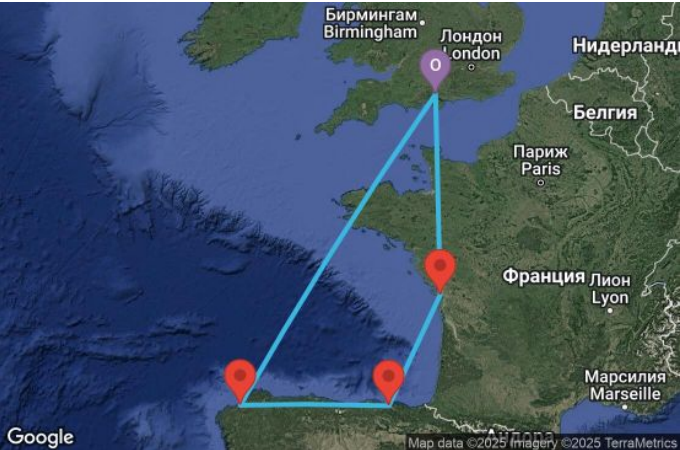 Бирмингам
Birmingham
Лондон
London
O
Нидерланды
Белгия
Париж
Paris
Франция
Лион
Lyon
Марсилия
Marseille
Андора
Google
Map data ©2025 Imagery ©2025 TerraMetrics